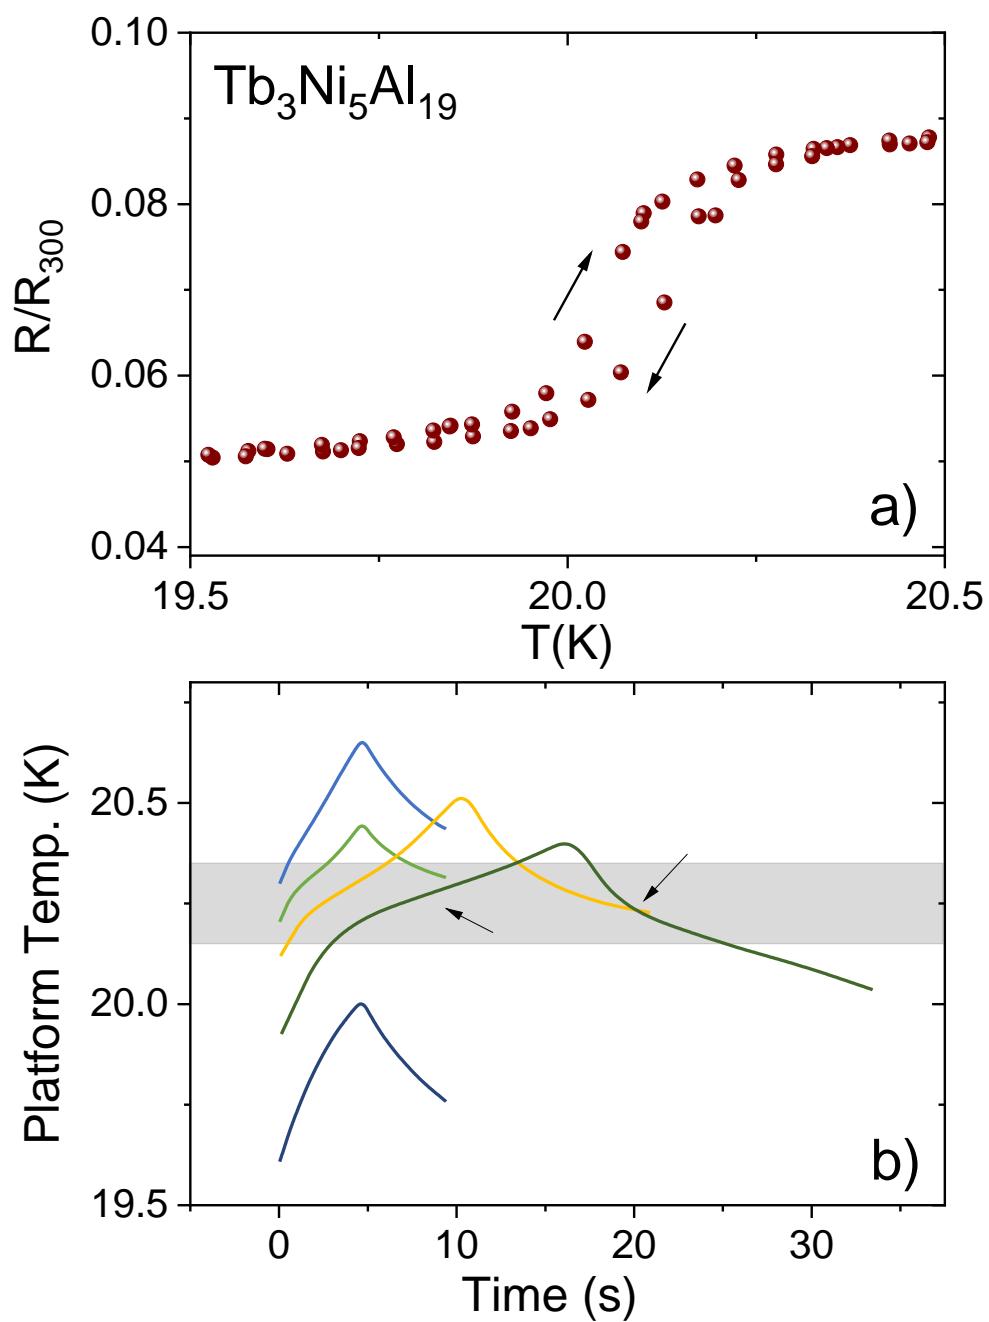 0.10
Tb₃Ni₅Al₁₉
0.08
R/R₃₀₀
0.06
a)
0.04
19.5 20.0 20.5
T(K)
20.5
Platform Temp. (K)
20.0
b)
19.5
0 10 20 30
Time (s)